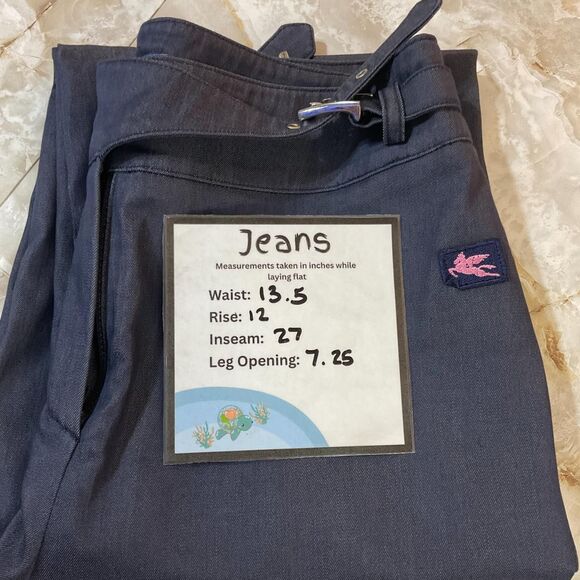 Jeans
Measurements taken in inches while
laying flat
Waist: 13.5
Rise: 12
Inseam: 27
Leg Opening: 7.25